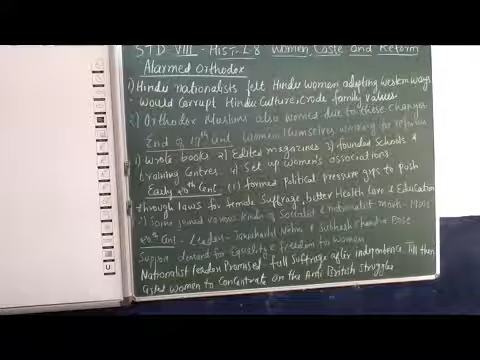 STD VIII - HIST-L8 Women, Caste and Reform
Alarmed Orthodox
1) Hindu nationalists felt Hindu women adopting western ways
would Corrupt Hindu Culture, erode family values.
2) Orthodox Muslims also worried due to these changes
End of 19th Cent Women themselves working for reforms
1) Wrote books 2) Edited magazines 3) founded Schools &
training Centres 4) Set up Women's associations
Early 20th Cent (1) formed Political pressure grps to push
through laws for female Suffrage, better Health Care & Education
2) Some joined various kinds of Socialist &
20th Cent - Leaders - Jawaharlal Nehru & Subhash Chandra Bose
Support demand for Equality & freedom to Women
Nationalist leaders Promised full Suffrage after independence. Till then
asked women to Concentrate on the Anti British Struggles